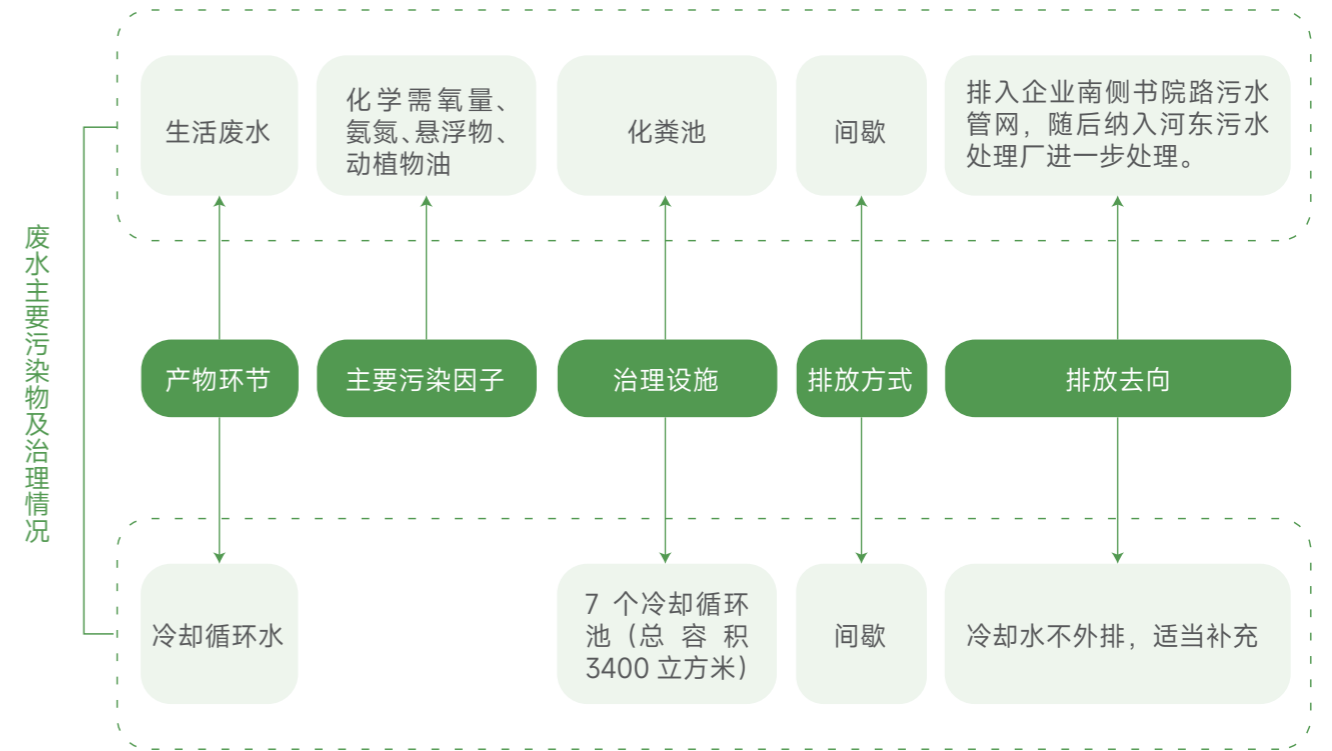 废水主要污染物及治理情况
生活废水
化学需氧量、
氨氮、悬浮物、
动植物油
化粪池
间歇
排入企业南侧书院路污水
管网，随后纳入河东污水
处理厂进一步处理。
产物环节
主要污染因子
治理设施
排放方式
排放去向
冷却循环水
7 个冷却循环
池（总容积
3400 立方米）
间歇
冷却水不外排，适当补充